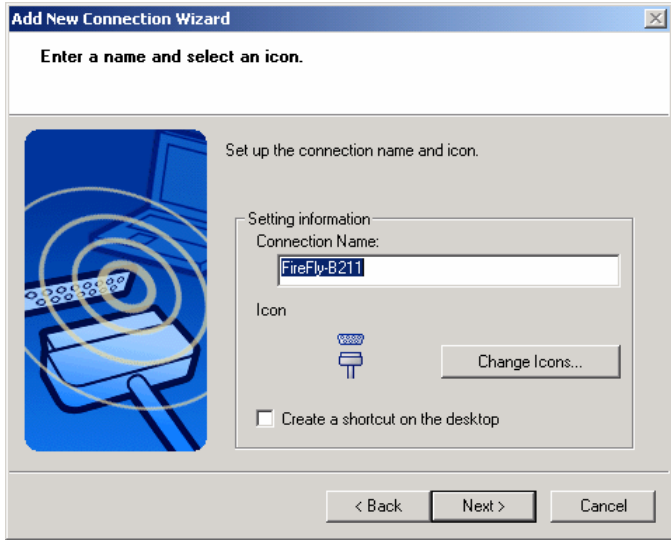 Add New Connection Wizard
Enter a name and select an icon.
Set up the connection name and icon.
Setting information
Connection Name:
FireFly-B211
Icon
Change Icons...
Create a shortcut on the desktop
< Back
Next >
Cancel